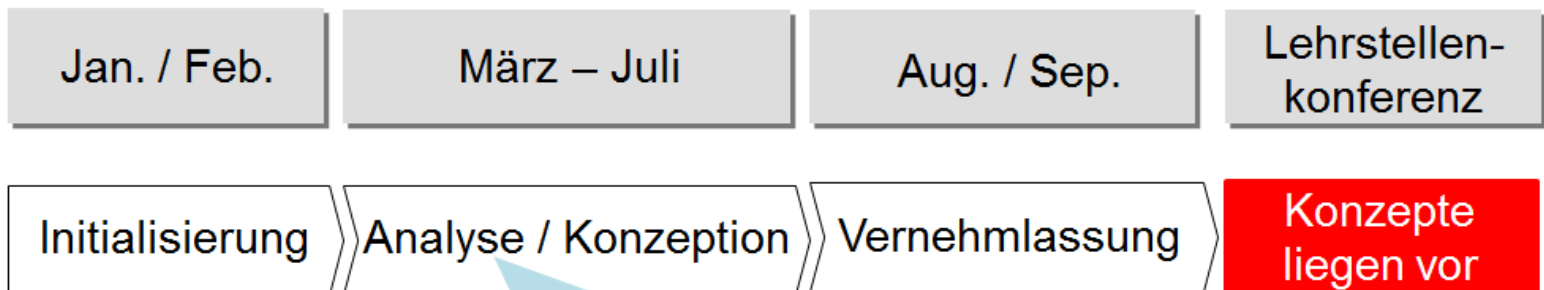 Jan. / Feb.
März – Juli
Aug. / Sep.
Lehrstellen-
konferenz
Initialisierung
Analyse / Konzeption
Vernehmlassung
Konzepte
liegen vor